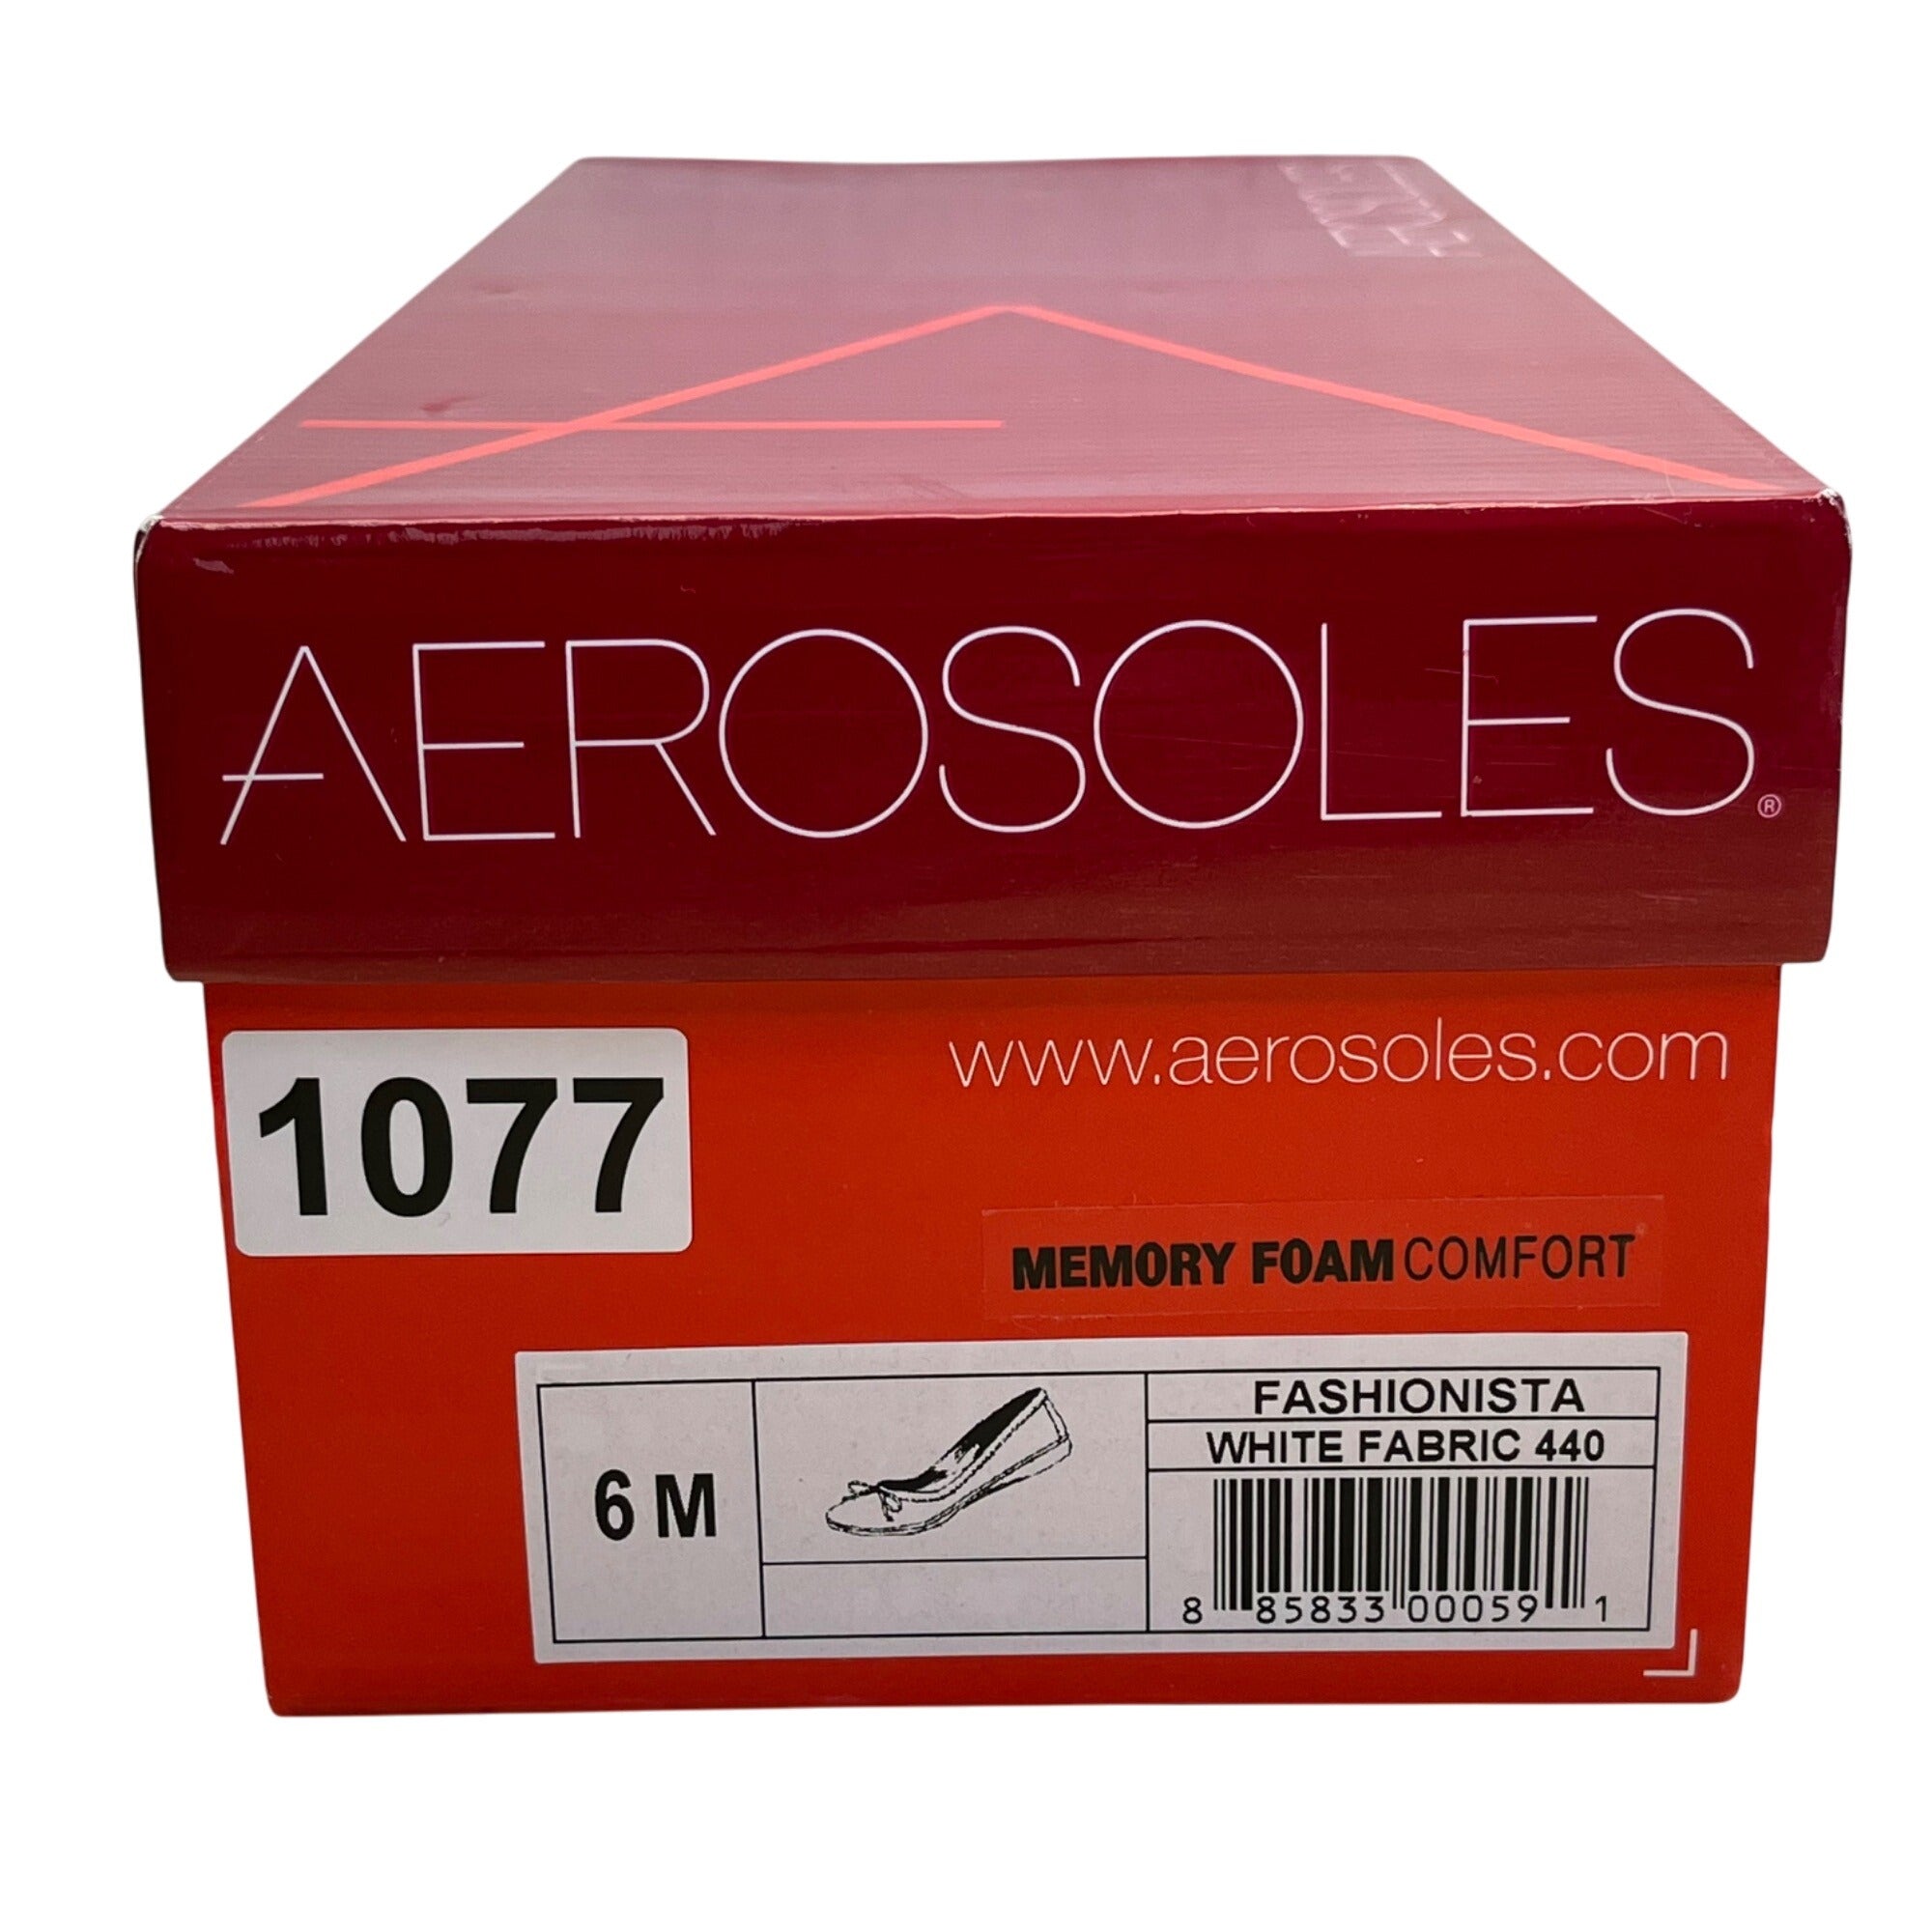 AEROSOLES®
www.aerosoles.com
1077
MEMORY FOAM COMFORT
FASHIONISTA
WHITE FABRIC 440
6 M
8 85833 00059 1